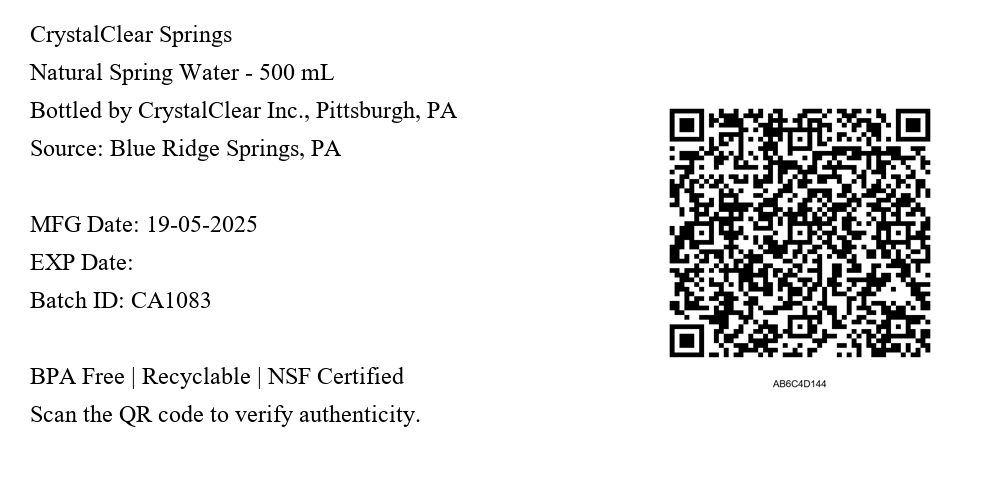 CrystalClear Springs
Natural Spring Water - 500 mL
Bottled by CrystalClear Inc., Pittsburgh, PA
Source: Blue Ridge Springs, PA
MFG Date: 19-05-2025
EXP Date:
Batch ID: CA1083
BPA Free | Recyclable | NSF Certified
Scan the QR code to verify authenticity.
AB6C4D144